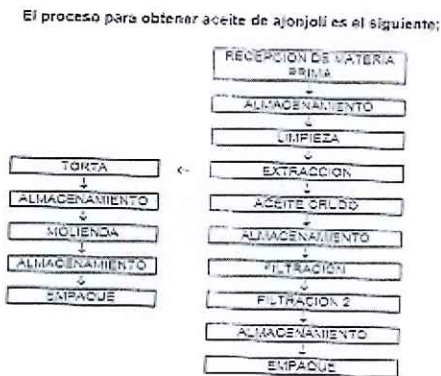 El proceso para obtener aceite de ajonjolí es el siguiente;
RECEPCION DE MATERIA
PRIMA
ALMACENAMIENTO
LIMPIEZA
EXTRACCION
ACEITE CRUDO
ALMACENAMIENTO
FILTRACION
FILTRACION 2
ALMACENAMIENTO
EMPAQUE
TORTA
ALMACENAMIENTO
MOLIENDA
ALMACENAMIENTO
EMPAQUE